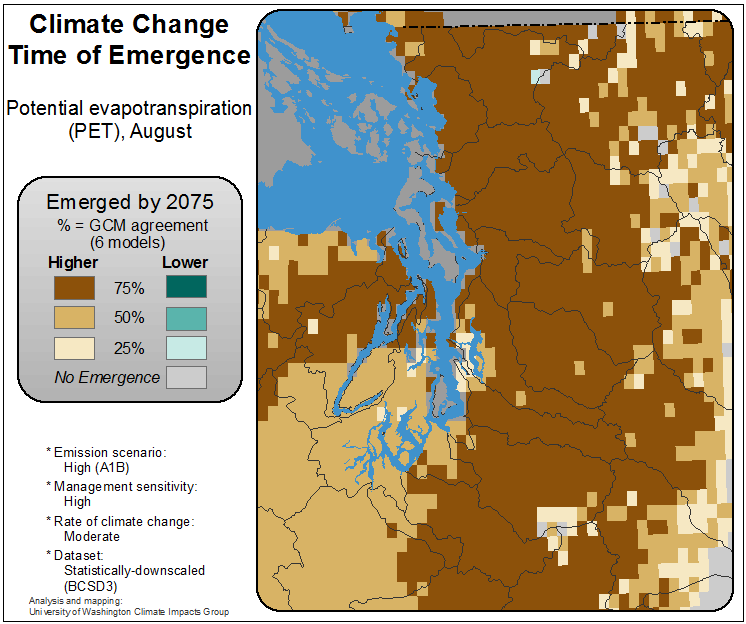 Climate Change
Time of Emergence
Potential evapotranspiration
(PET), August
Emerged by 2075
% = GCM agreement
(6 models)
Higher Lower
75%
50%
25%
No Emergence
* Emission scenario:
High (A1B)
* Management sensitivity:
High
* Rate of climate change:
Moderate
* Dataset:
Statistically-downscaled
(BCSD3)
Analysis and mapping:
University of Washington Climate Impacts Group